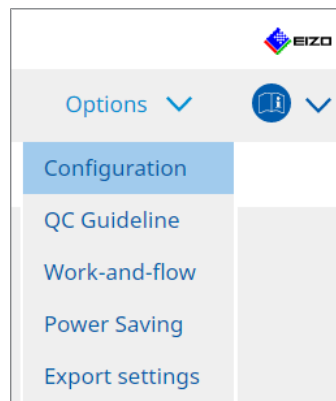 EIZO
Options
Configuration
QC Guideline
Work-and-flow
Power Saving
Export settings